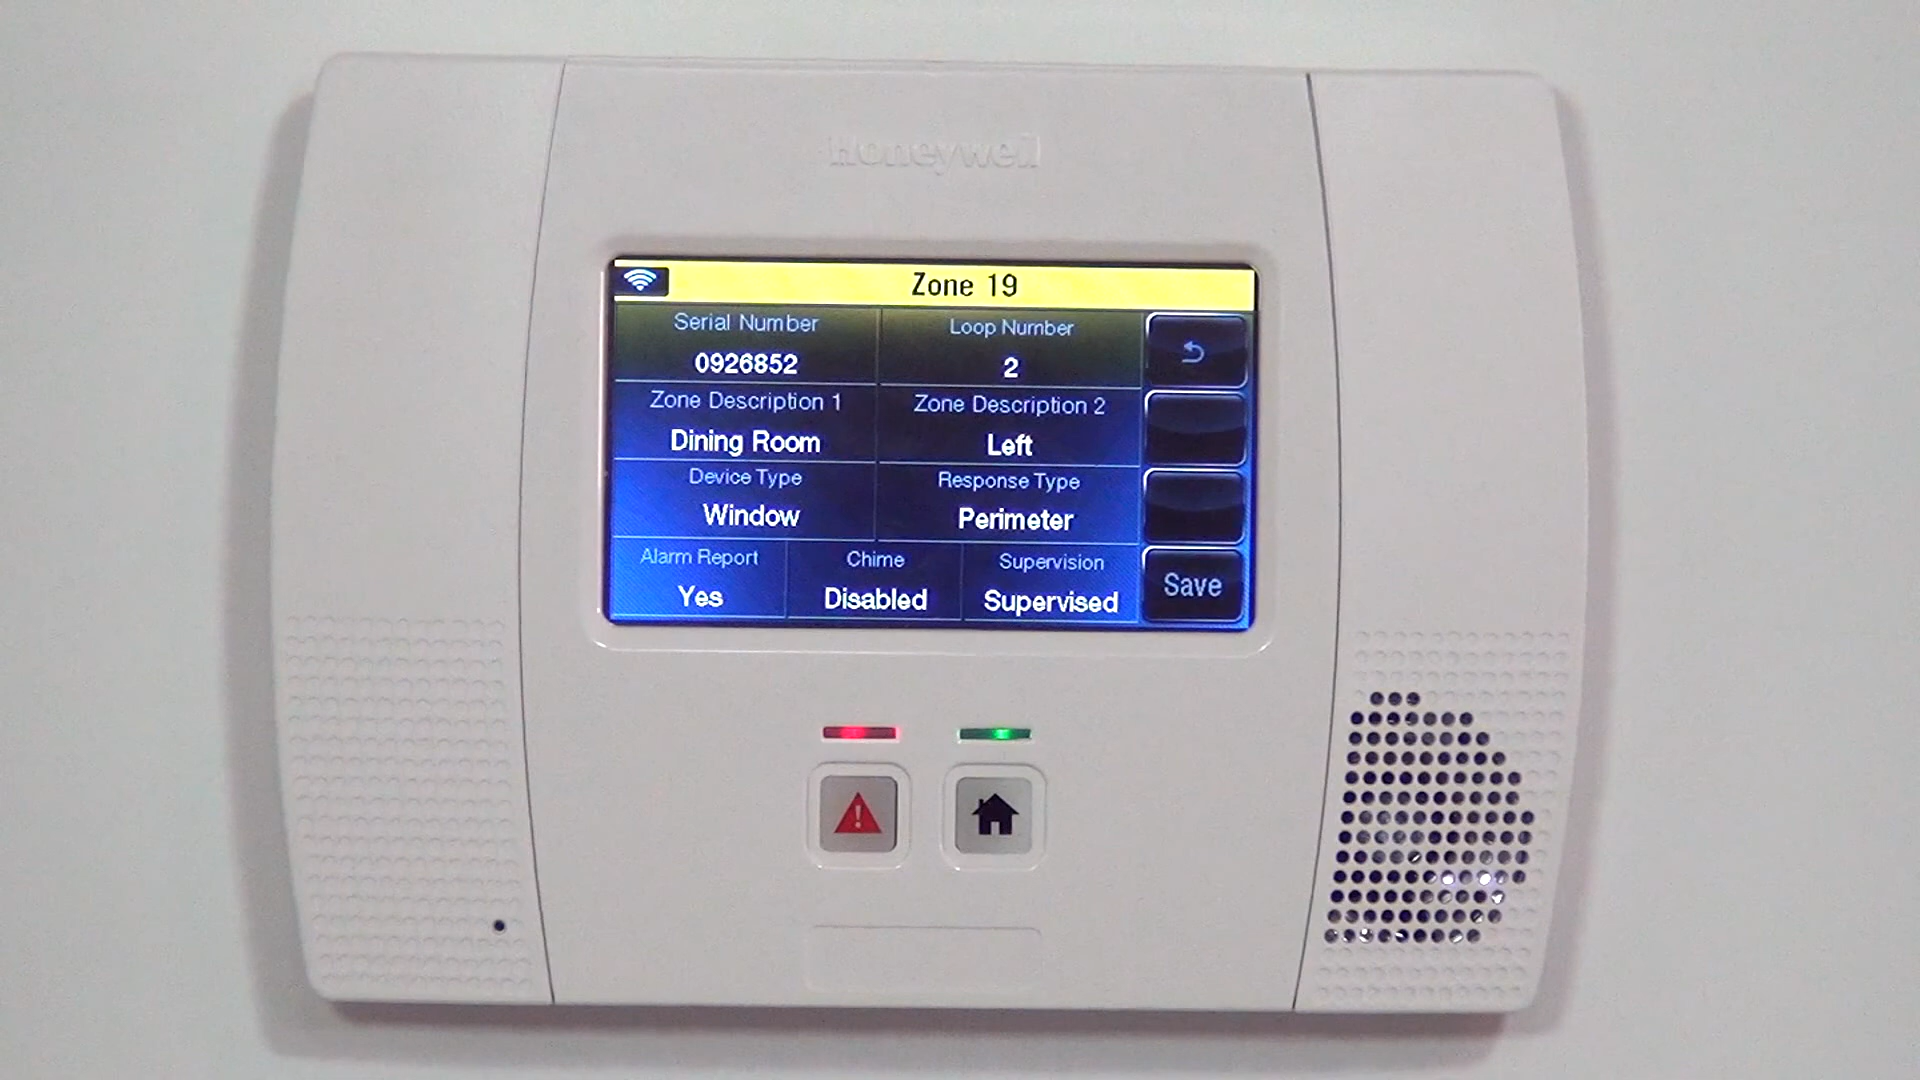 Honeywell
Zone 19
Serial Number
0926852
Loop Number
2
Zone Description 1
Dining Room
Zone Description 2
Left
Device Type
Window
Response Type
Perimeter
Alarm Report
Yes
Chime
Disabled
Supervision
Supervised
Save